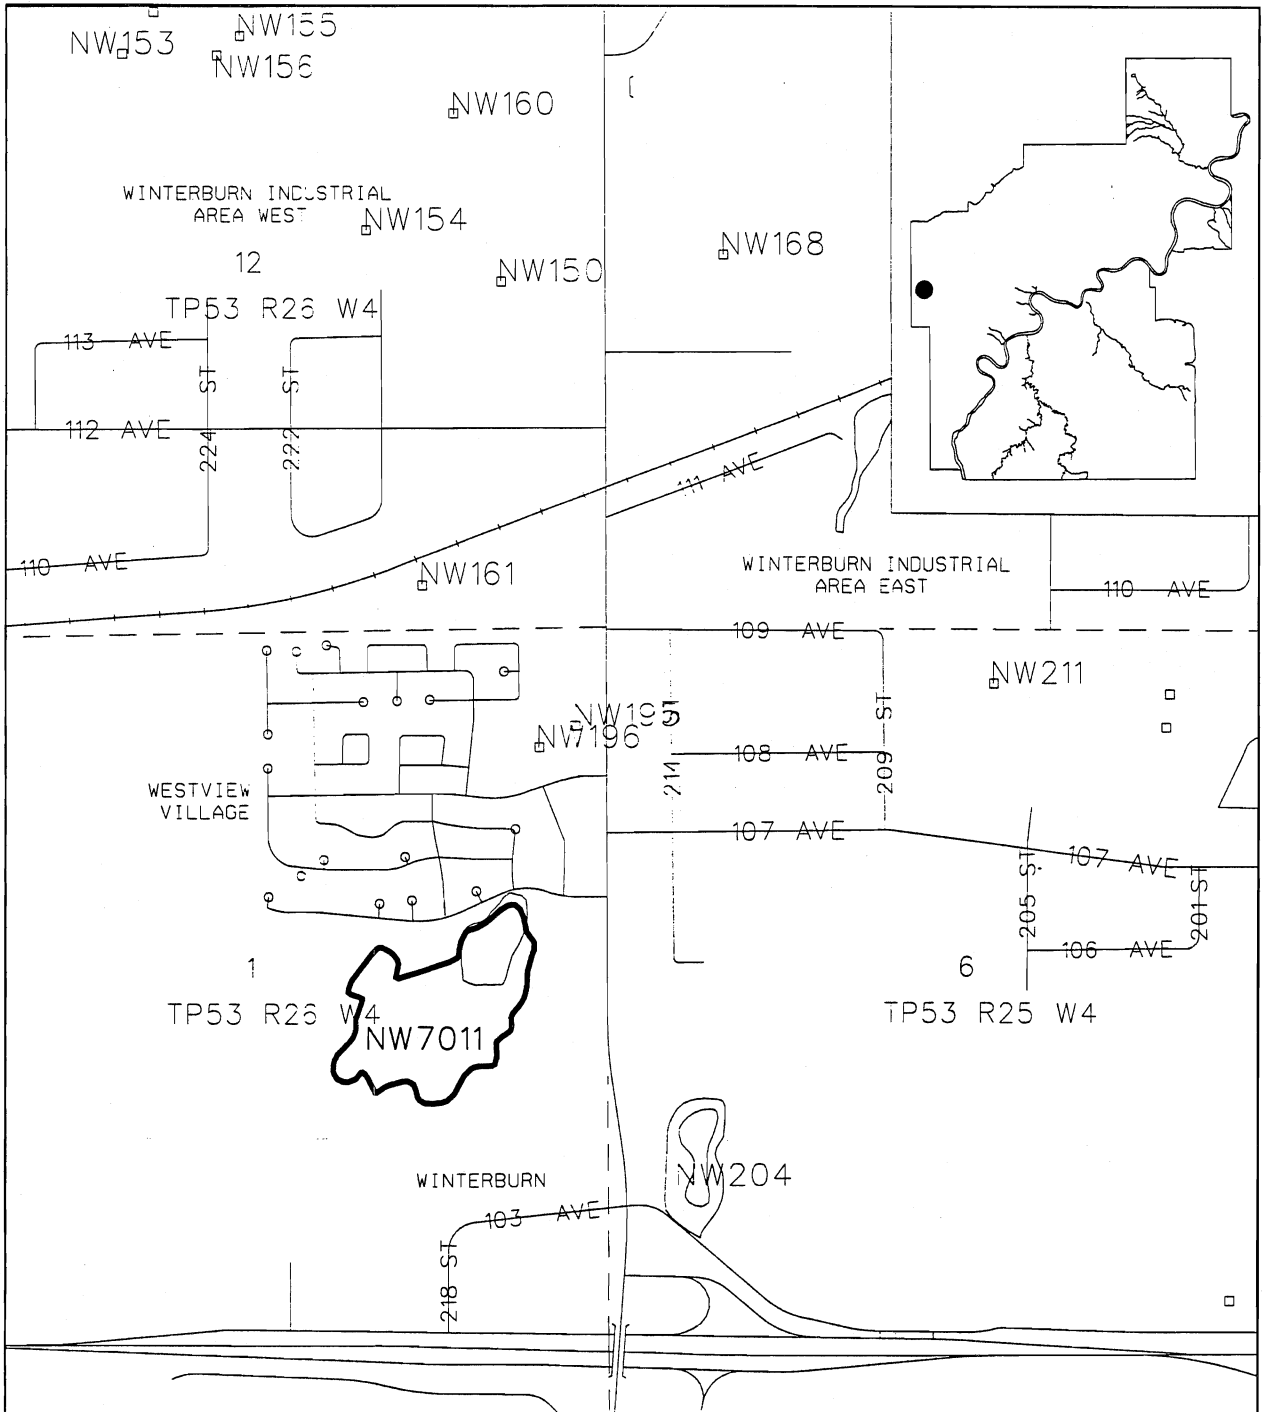 NW155
NW153
NW156
NW160
WINTERBURN INDUSTRIAL
AREA WEST
NW154
12
NW150
NW168
TP53 R26 W4
113 AVE
ST
ST
112 AVE
224
222
111 AVE
110 AVE
NW161
WINTERBURN INDUSTRIAL
AREA EAST
110 AVE
109 AVE
NW211
NW195
NW196
ST
ST
108 AVE
214
209
WESTVIEW
VILLAGE
107 AVE
107 AVE
205 ST
201 ST
106 AVE
1
6
TP53 R26 W4
TP53 R25 W4
NW7011
NW204
WINTERBURN
103 AVE
218 ST